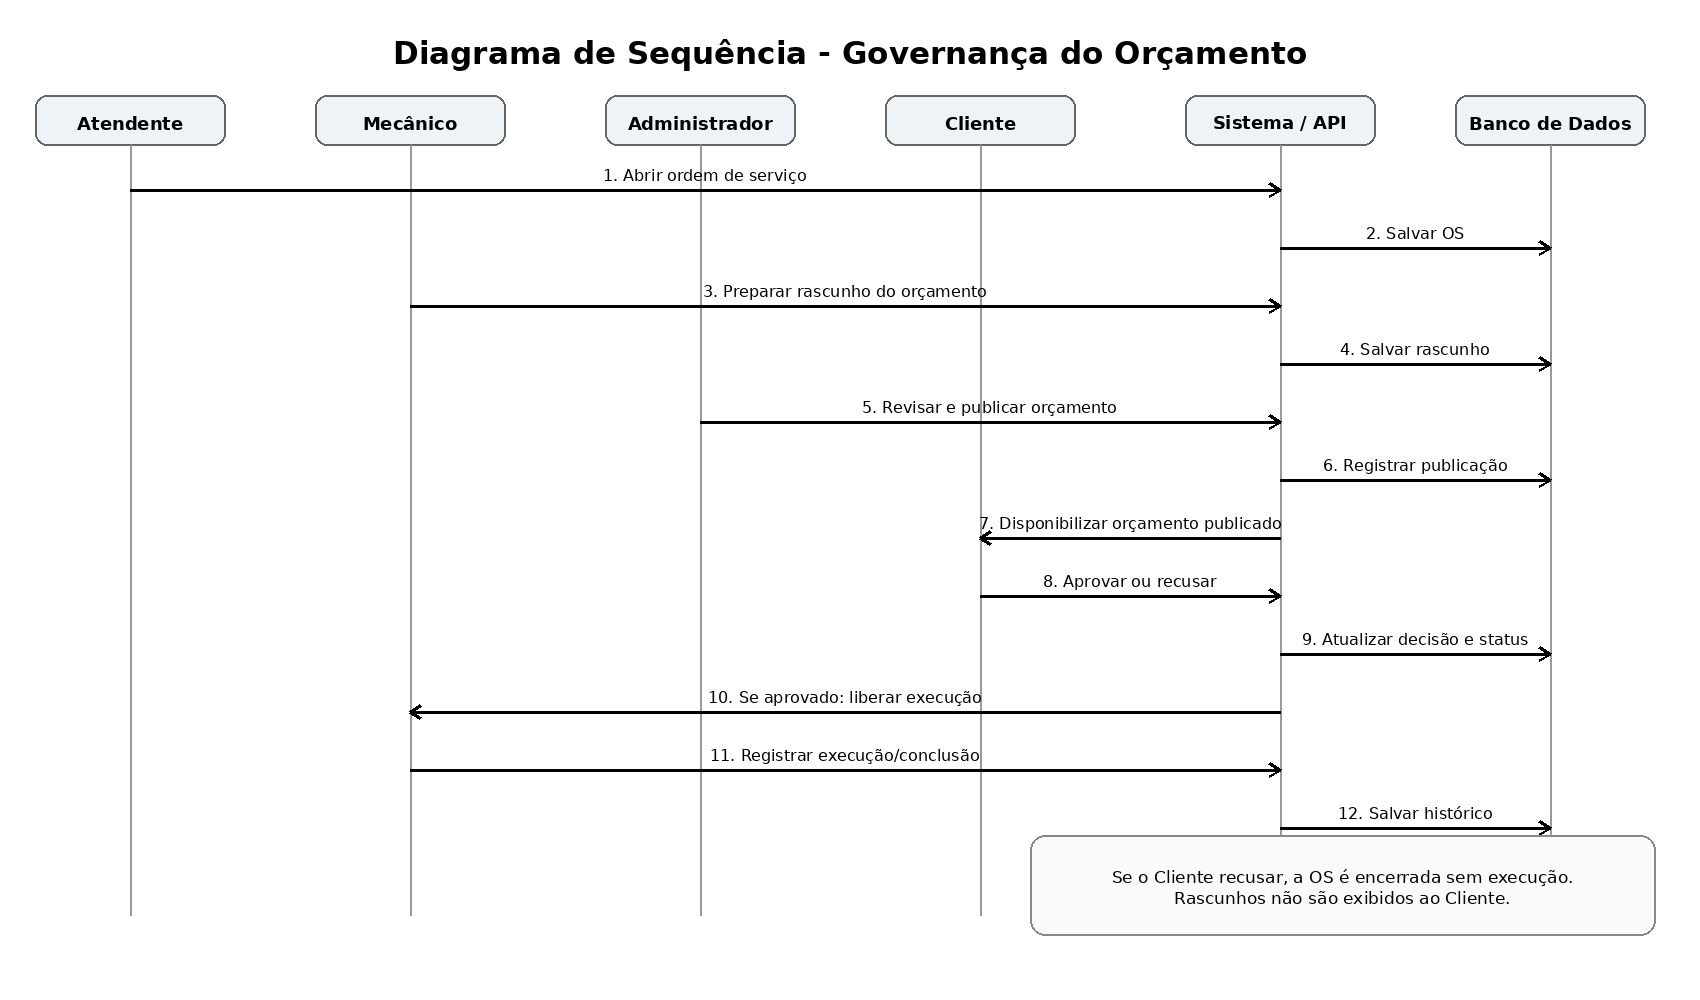 Diagrama de Sequência - Governança do Orçamento
Atendente
Mecânico
Administrador
Cliente
Sistema / API
Banco de Dados
1. Abrir ordem de serviço
2. Salvar OS
3. Preparar rascunho do orçamento
4. Salvar rascunho
5. Revisar e publicar orçamento
6. Registrar publicação
7. Disponibilizar orçamento publicado
8. Aprovar ou recusar
9. Atualizar decisão e status
10. Se aprovado: liberar execução
11. Registrar execução/conclusão
12. Salvar histórico
Se o Cliente recusar, a OS é encerrada sem execução.
Rascunhos não são exibidos ao Cliente.